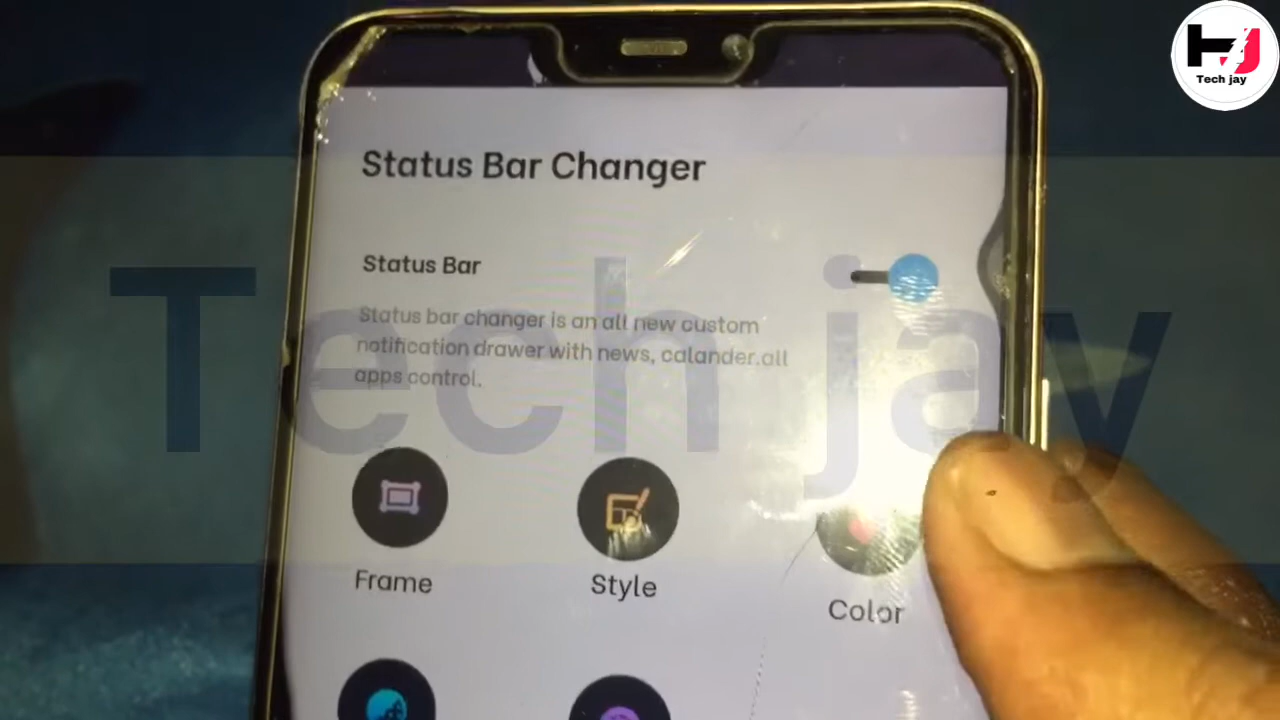 Tech jay
Status Bar Changer
Status Bar
Status bar changer is an all new custom
notification drawer with news, calander.all
apps control.
Tech jay
Frame
Style
Color